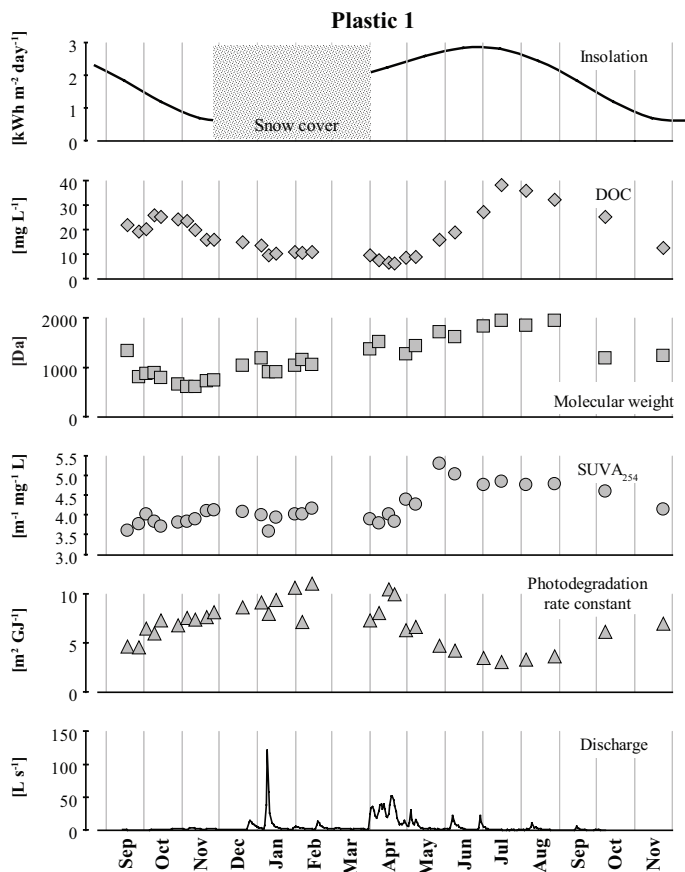 Plastic 1
[kWh m⁻² day⁻¹]
3
2
1
0
Insolation
Snow cover
[mg L⁻¹]
40
30
20
10
0
DOC
[Da]
2000
1000
0
Molecular weight
[m⁻¹ mg⁻¹ L]
5.5
5.0
4.5
4.0
3.5
3.0
SUVA₂₅₄
[m² GJ⁻¹]
10
5
0
Photodegradation
rate constant
[L s⁻¹]
150
100
50
0
Discharge
Sep Oct Nov Dec Jan Feb Mar Apr May Jun Jul Aug Sep Oct Nov